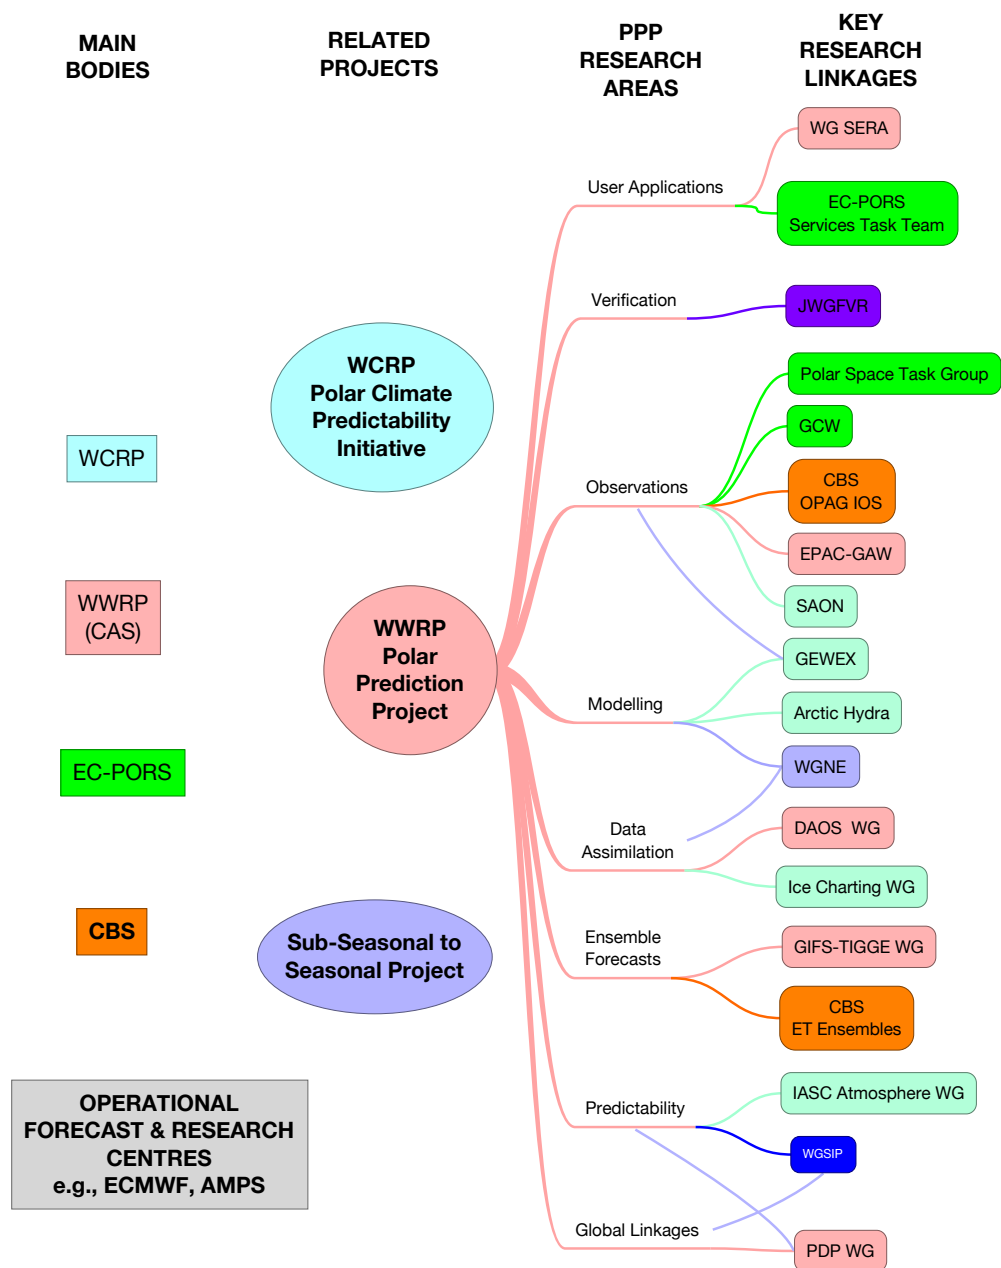 MAIN
BODIES
RELATED
PROJECTS
PPP
RESEARCH
AREAS
KEY
RESEARCH
LINKAGES
WCRP
WWRP
(CAS)
EC-PORS
CBS
OPERATIONAL
FORECAST & RESEARCH
CENTRES
e.g., ECMWF, AMPS
WCRP
Polar Climate
Predictability
Initiative
WWRP
Polar
Prediction
Project
Sub-Seasonal to
Seasonal Project
User Applications
Verification
Observations
Modelling
Data
Assimilation
Ensemble
Forecasts
Predictability
Global Linkages
WG SERA
EC-PORS
Services Task Team
JWGFVR
Polar Space Task Group
GCW
CBS
OPAG IOS
EPAC-GAW
SAON
GEWEX
Arctic Hydra
WGNE
DAOS WG
Ice Charting WG
GIFS-TIGGE WG
CBS
ET Ensembles
IASC Atmosphere WG
WGSIP
PDP WG